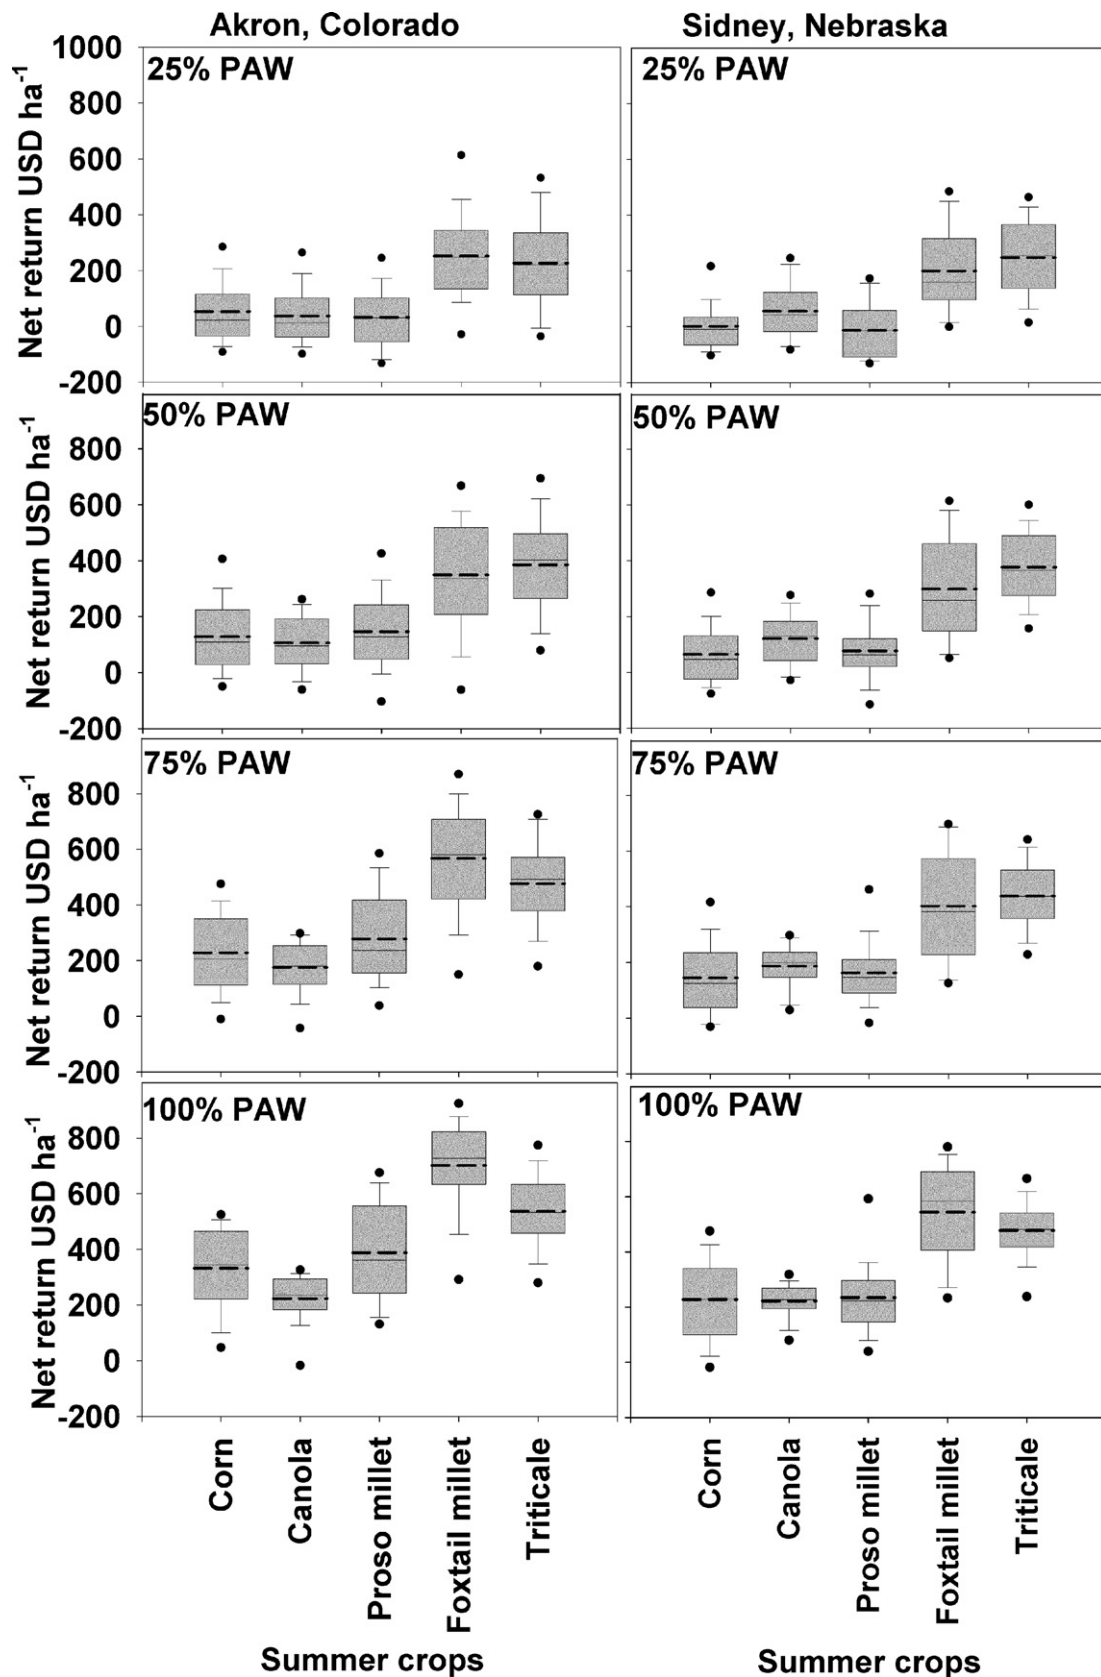 Akron, Colorado
Sidney, Nebraska
25% PAW
25% PAW
Net return USD ha-1
1000
800
600
400
200
0
-200
50% PAW
50% PAW
Net return USD ha-1
800
600
400
200
0
-200
75% PAW
75% PAW
Net return USD ha-1
800
600
400
200
0
-200
100% PAW
100% PAW
Net return USD ha-1
800
600
400
200
0
-200
Corn
Canola
Proso millet
Foxtail millet
Triticale
Corn
Canola
Proso millet
Foxtail millet
Triticale
Summer crops
Summer crops